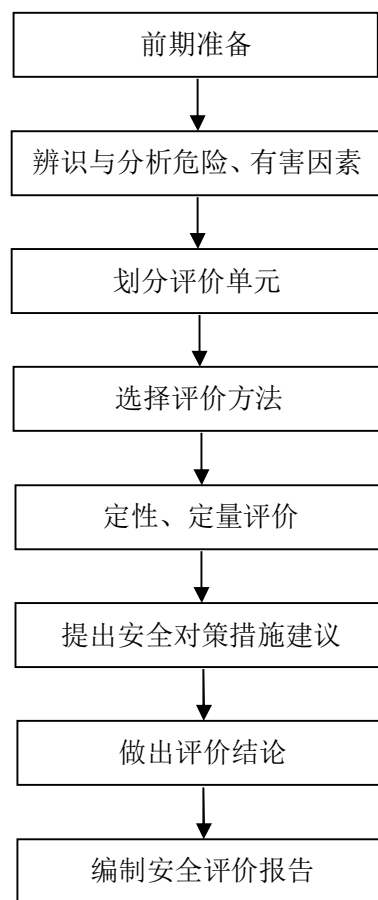 前期准备
辨识与分析危险、有害因素
划分评价单元
选择评价方法
定性、定量评价
提出安全对策措施建议
做出评价结论
编制安全评价报告